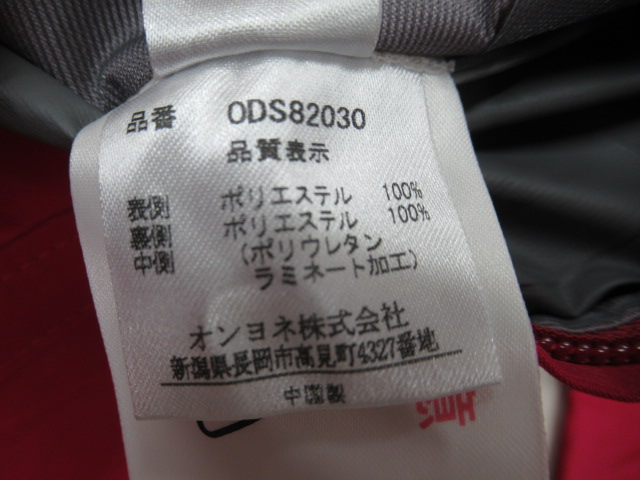 品番 ODS82030
品質表示
表側 ポリエステル 100%
裏側 ポリエステル 100%
中側 (ポリウレタン
ラミネート加工)
オンヨネ株式会社
新潟県長岡市高見町4327番地
中国製